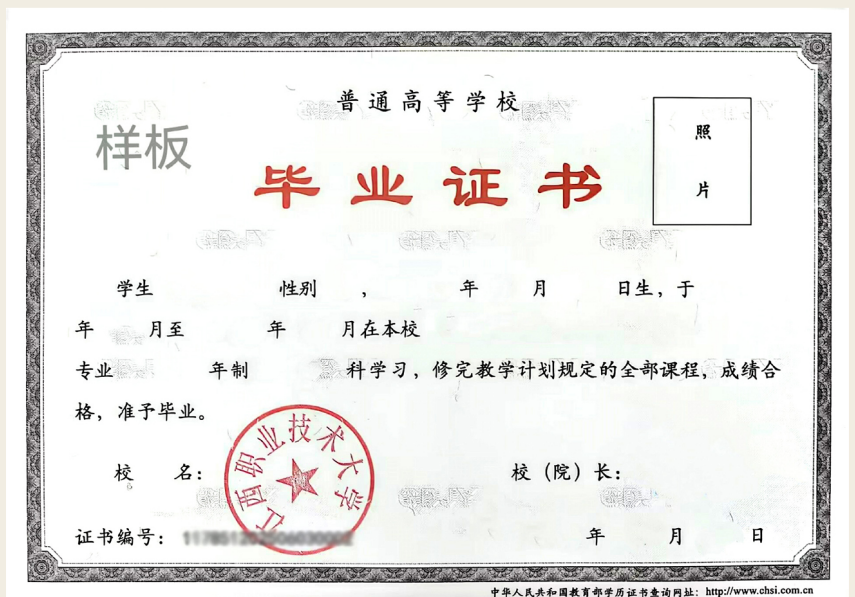 普通高等学校
样板
毕业证书
照
片
学生 性别 , 年 月 日生,于
年 月至 年 月在本校
专业 年制 科学习,修完教学计划规定的全部课程,成绩合
格,准予毕业。
江西职业技术大学
校 名: 校(院)长:
证书编号: 年 月 日
中华人民共和国教育部学历证书查询网址:http://www.chsi.com.cn